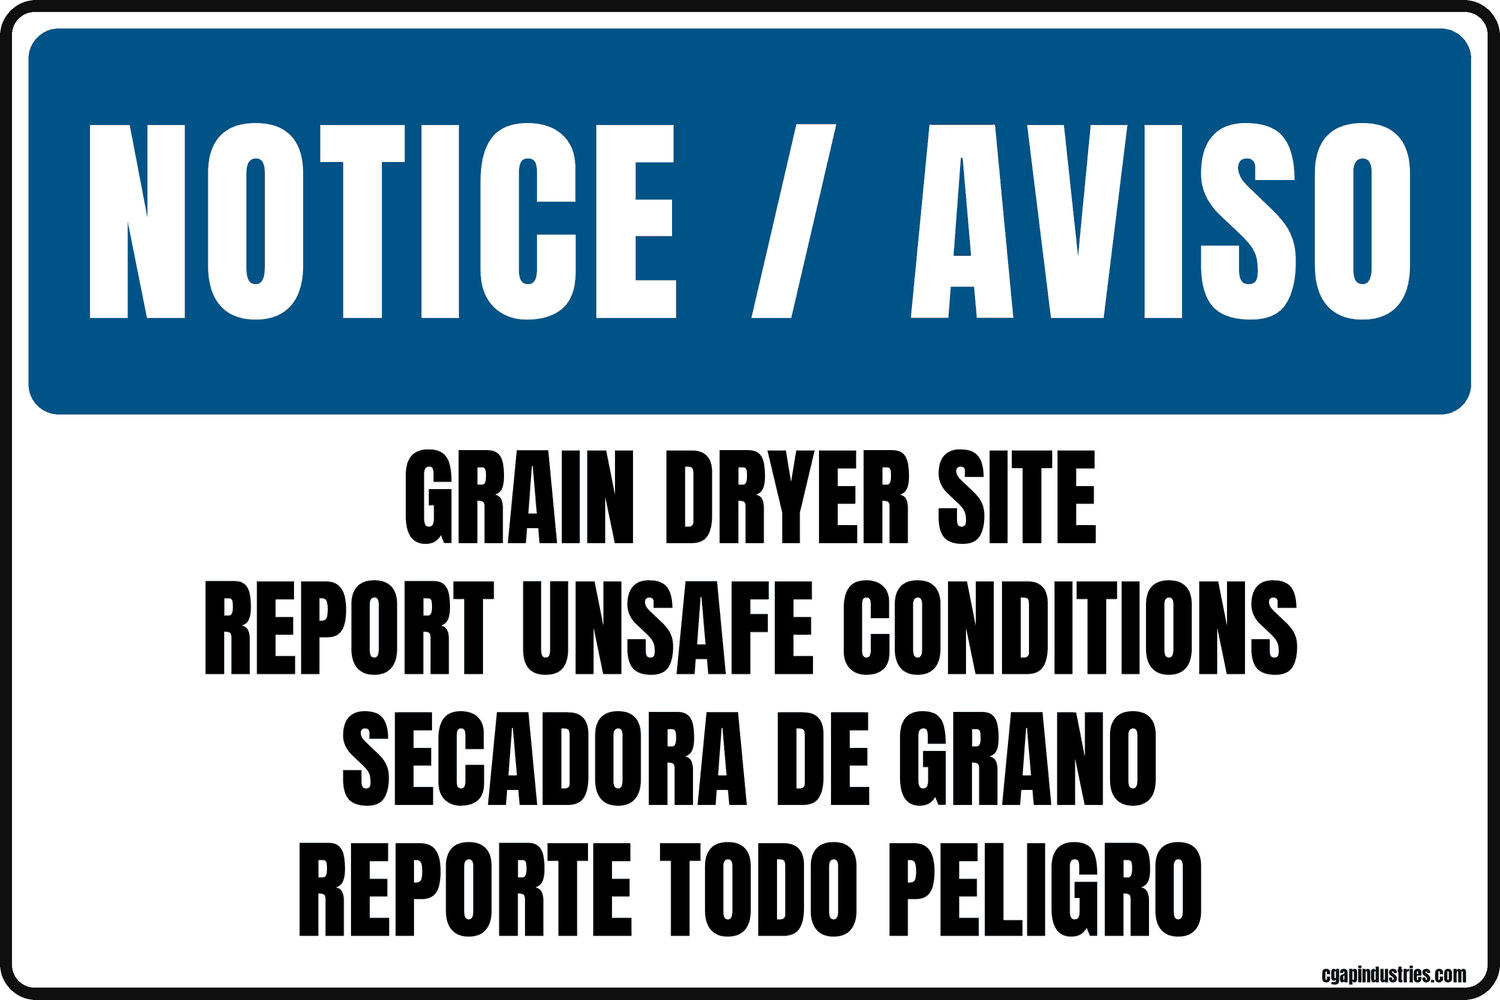 NOTICE / AVISO
GRAIN DRYER SITE
REPORT UNSAFE CONDITIONS
SECADORA DE GRANO
REPORTE TODO PELIGRO
cgapindustries.com